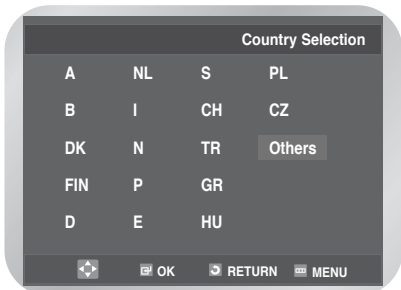 Country Selection
A NL S PL
B I CH CZ
DK N TR Others
FIN P GR
D E HU
OK RETURN MENU